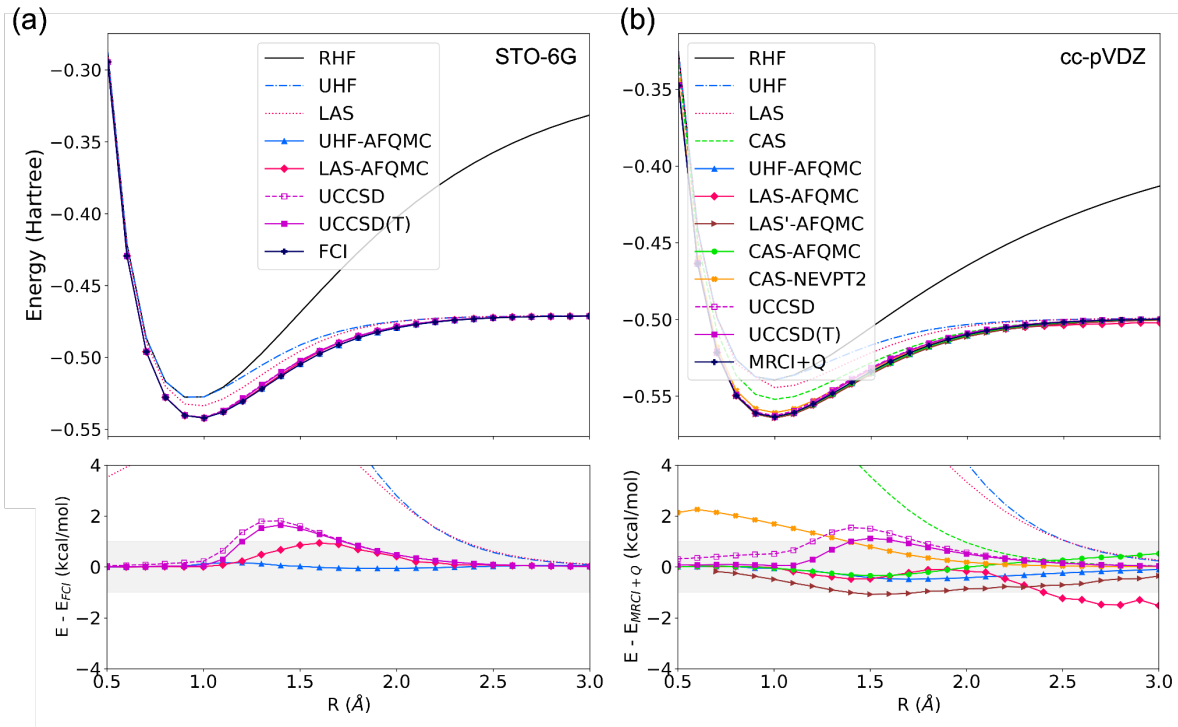 (a)
STO-6G
RHF
UHF
LAS
UHF-AFQMC
LAS-AFQMC
UCCSD
UCCSD(T)
FCI
Energy (Hartree)
−0.30
−0.35
−0.40
−0.45
−0.50
−0.55
E - E_FCI (kcal/mol)
4
2
0
−2
−4
0.5 1.0 1.5 2.0 2.5 3.0
R (Å)
(b)
cc-pVDZ
RHF
UHF
LAS
CAS
UHF-AFQMC
LAS-AFQMC
LAS'-AFQMC
CAS-AFQMC
CAS-NEVPT2
UCCSD
UCCSD(T)
MRCI+Q
−0.35
−0.40
−0.45
−0.50
−0.55
E - E_MRCI + Q (kcal/mol)
4
2
0
−2
−4
0.5 1.0 1.5 2.0 2.5 3.0
R (Å)